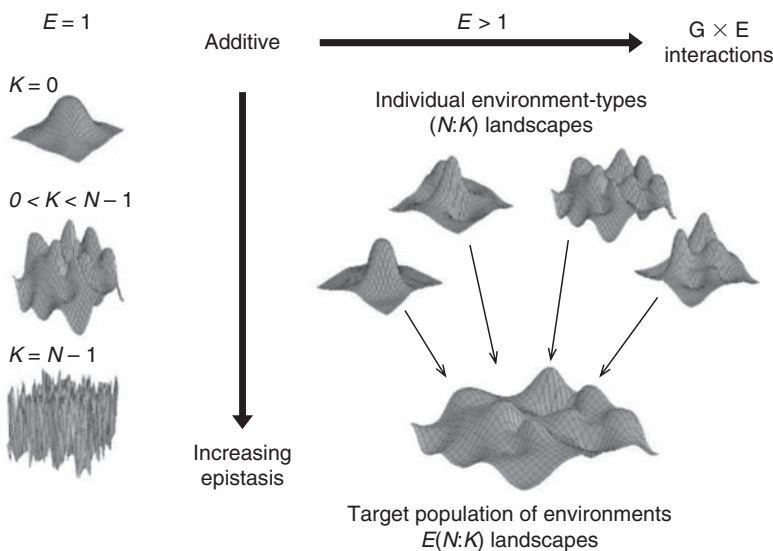 E = 1
Additive
E > 1
G × E
interactions
K = 0
Individual environment-types
(N:K) landscapes
0 < K < N – 1
K = N – 1
Increasing
epistasis
Target population of environments
E(N:K) landscapes